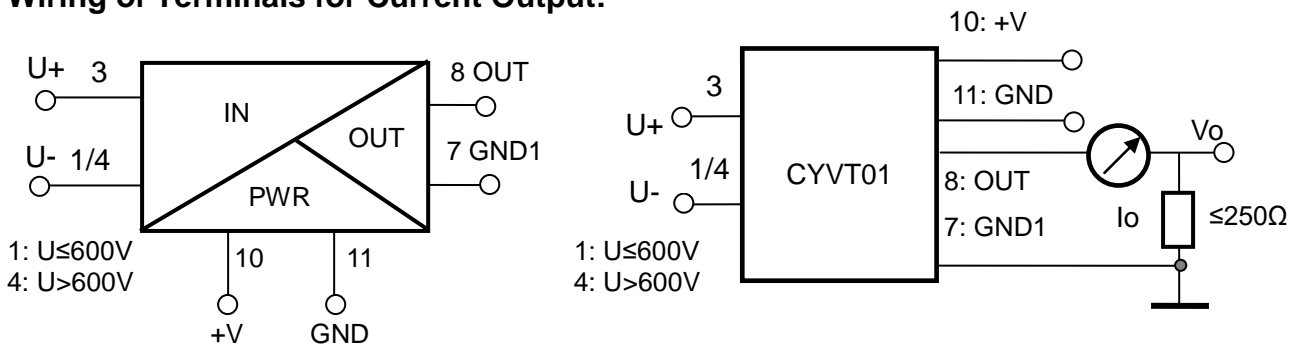 Wiring of Terminals for Current Output:
U+ 3
IN
8 OUT
OUT
7 GND1
U- 1/4
PWR
1: U≤600V
4: U>600V
10
11
+V
GND
10: +V
3
U+
11: GND
Vo
1/4
CYVT01
U-
8: OUT
Io
≤250Ω
7: GND1
1: U≤600V
4: U>600V